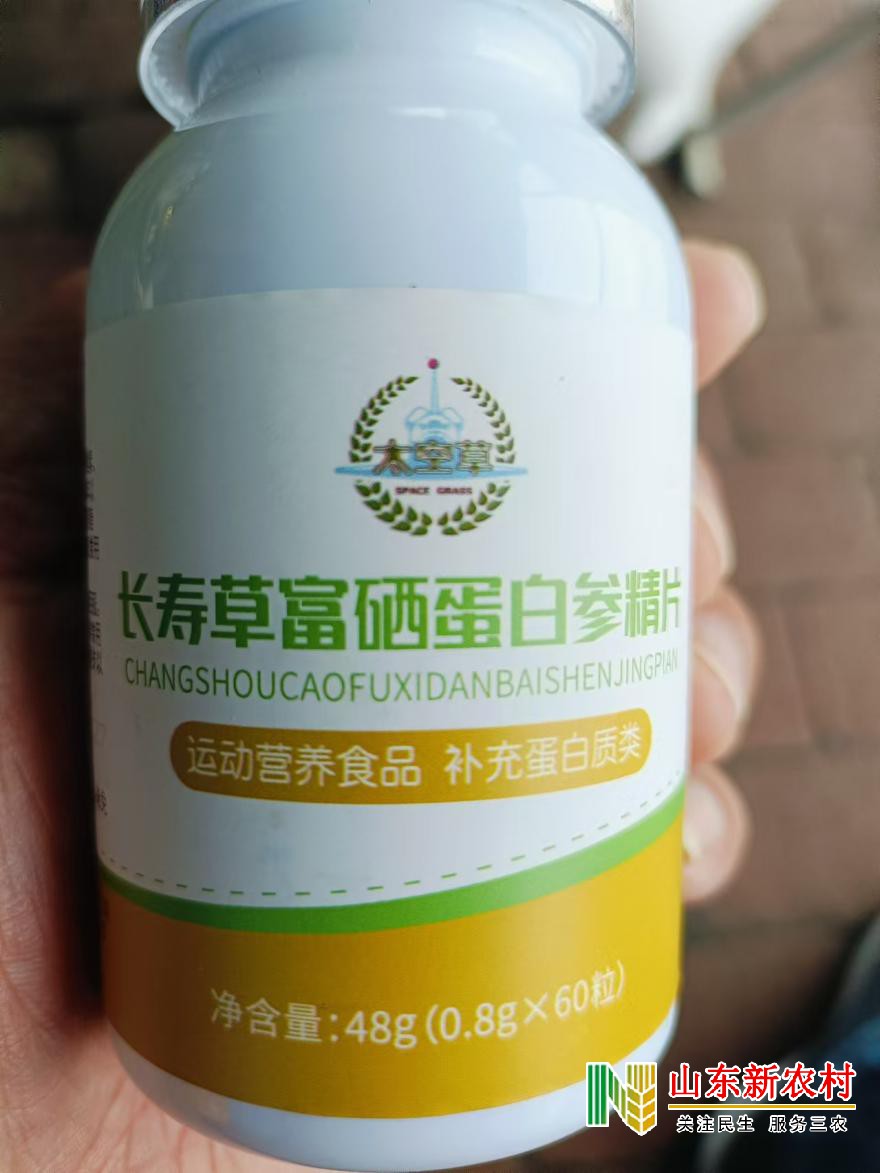 太空草
SPACE GRASS
长寿草富硒蛋白参精片
CHANGSHOUCAOFUXIDANBAISHENJINGPIAN
运动营养食品 补充蛋白质类
净含量:48g(0.8g×60粒)
山东新农村
关注民生 服务三农